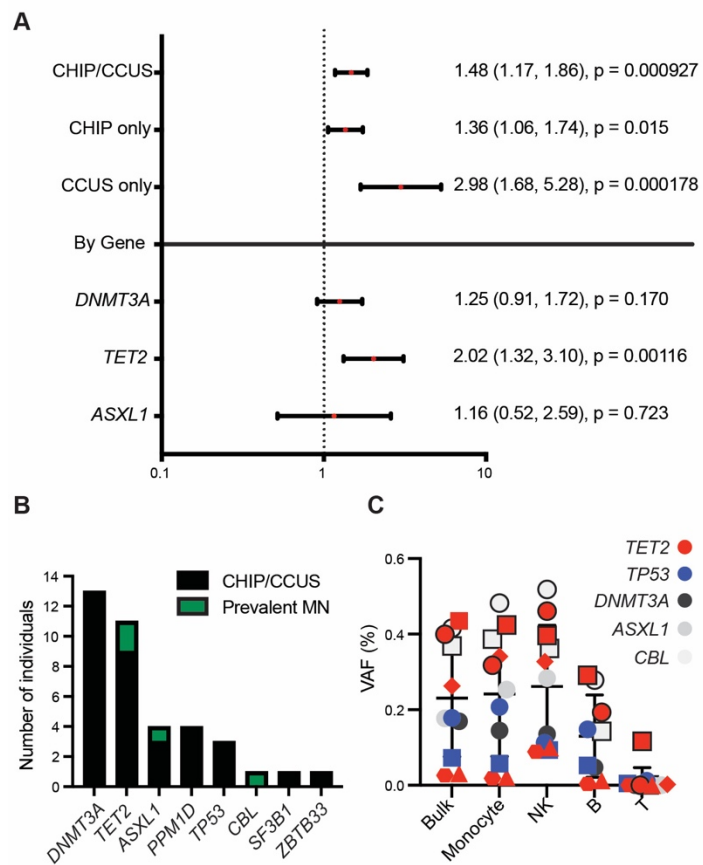 A
CHIP/CCUS 1.48 (1.17, 1.86), p = 0.000927
CHIP only 1.36 (1.06, 1.74), p = 0.015
CCUS only 2.98 (1.68, 5.28), p = 0.000178
By Gene
DNMT3A 1.25 (0.91, 1.72), p = 0.170
TET2 2.02 (1.32, 3.10), p = 0.00116
ASXL1 1.16 (0.52, 2.59), p = 0.723
0.1 1 10
B
Number of individuals
14
12
10
8
6
4
2
0
CHIP/CCUS
Prevalent MN
DNMT3A
TET2
ASXL1
PPM1D
TP53
CBL
SF3B1
ZBTB33
C
TET2
TP53
DNMT3A
ASXL1
CBL
VAF (%)
0.6
0.4
0.2
0.0
Bulk
Monocyte
NK
B
T